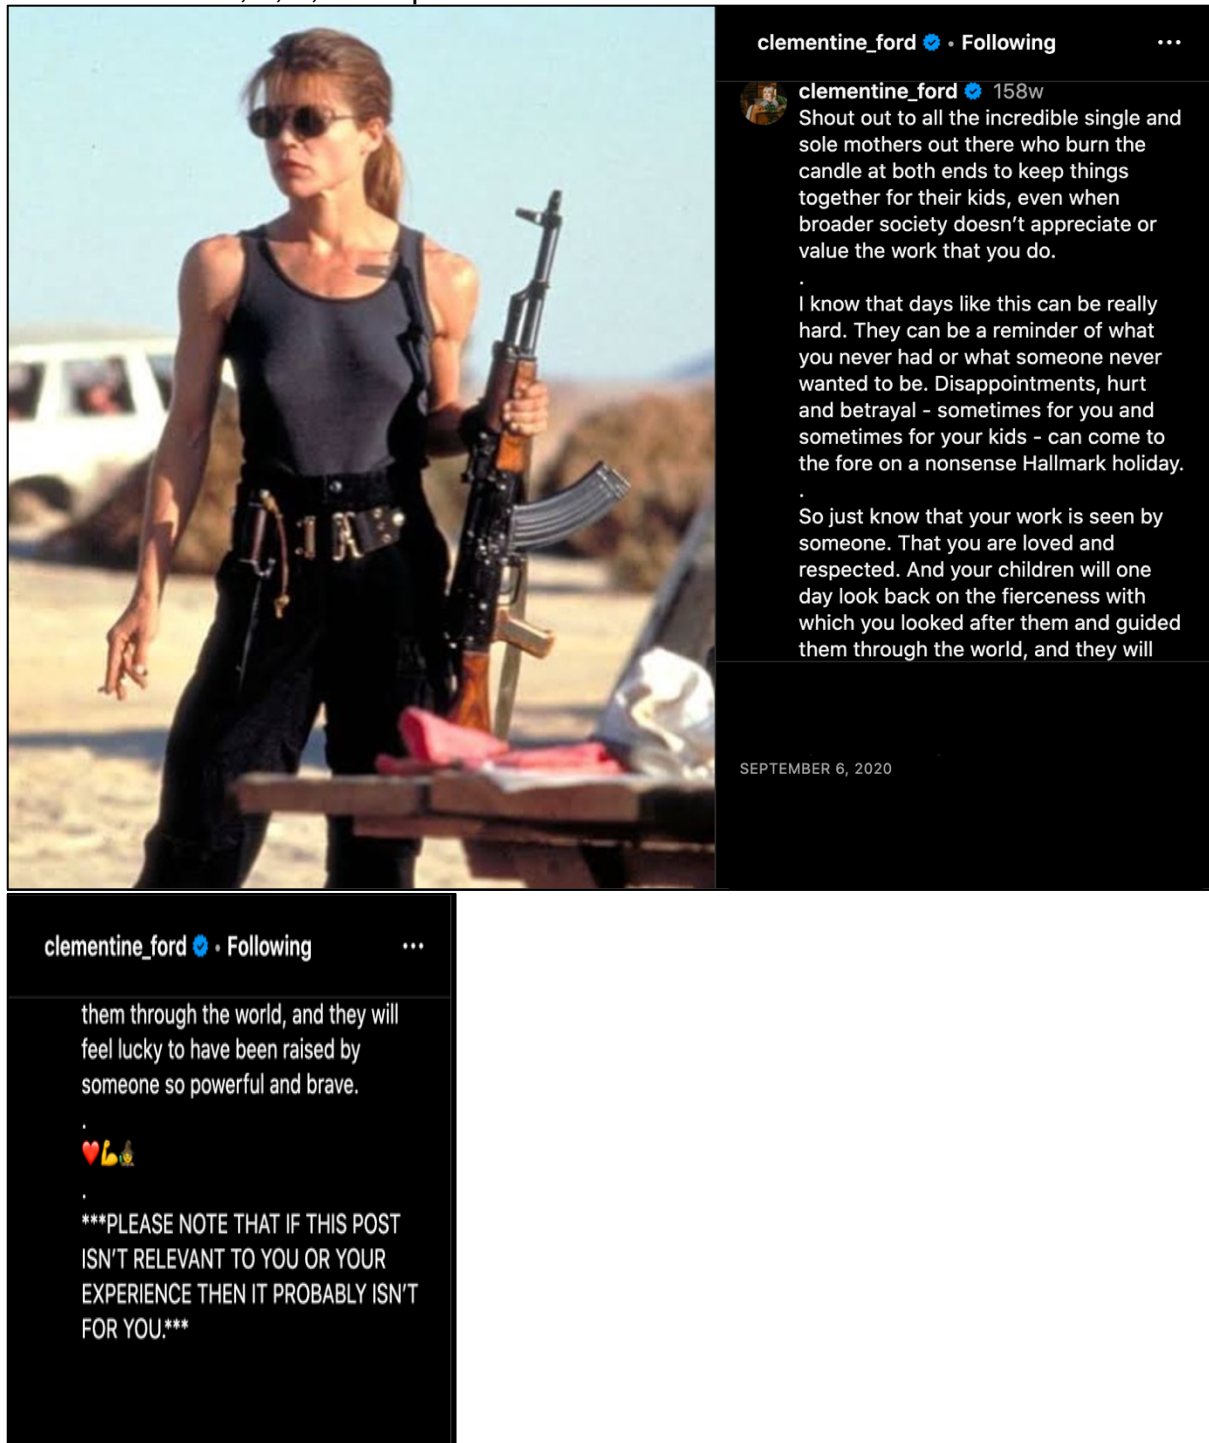 clementine_ford • Following
clementine_ford 158w
Shout out to all the incredible single and
sole mothers out there who burn the
candle at both ends to keep things
together for their kids, even when
broader society doesn't appreciate or
value the work that you do.
.
I know that days like this can be really
hard. They can be a reminder of what
you never had or what someone never
wanted to be. Disappointments, hurt
and betrayal - sometimes for you and
sometimes for your kids - can come to
the fore on a nonsense Hallmark holiday.
.
So just know that your work is seen by
someone. That you are loved and
respected. And your children will one
day look back on the fierceness with
which you looked after them and guided
them through the world, and they will
SEPTEMBER 6, 2020
clementine_ford • Following
them through the world, and they will
feel lucky to have been raised by
someone so powerful and brave.
.
❤️💪🧙‍♀️
.
***PLEASE NOTE THAT IF THIS POST
ISN'T RELEVANT TO YOU OR YOUR
EXPERIENCE THEN IT PROBABLY ISN'T
FOR YOU.***